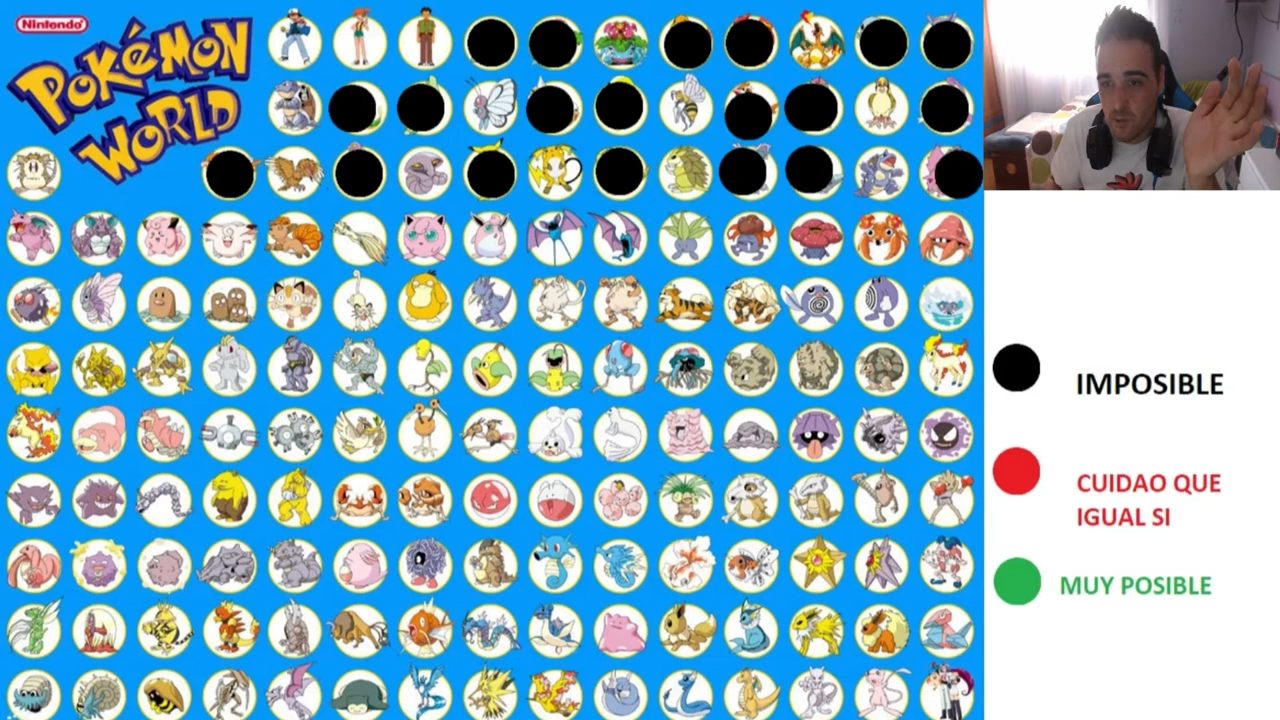 Nintendo
POKéMON
WORLD
IMPOSIBLE
CUIDAO QUE
IGUAL SI
MUY POSIBLE